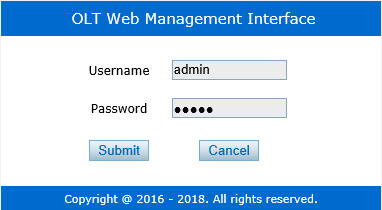 OLT Web Management Interface
Username admin
Password ●●●●●
Submit Cancel
Copyright @ 2016 - 2018. All rights reserved.